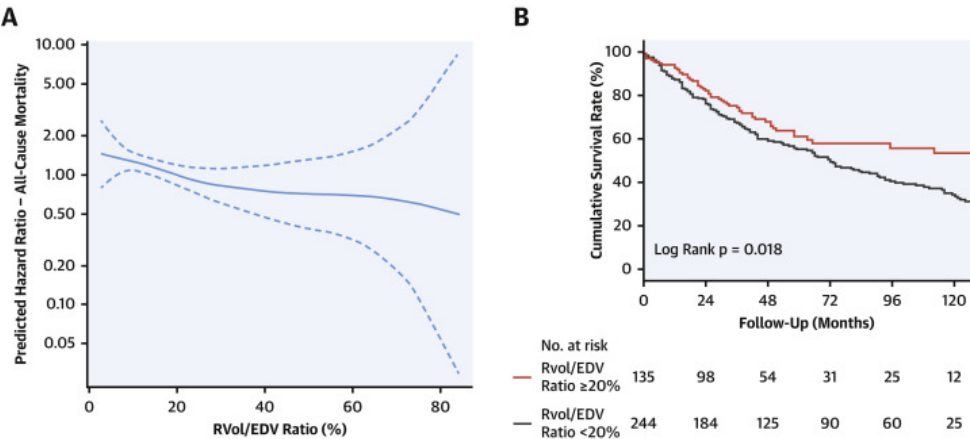 A
10.00
5.00
2.00
1.00
0.50
0.20
0.10
0.05
Predicted Hazard Ratio – All-Cause Mortality
0 20 40 60 80
RVol/EDV Ratio (%)
B
100
80
60
40
20
0
Cumulative Survival Rate (%)
Log Rank p = 0.018
0 24 48 72 96 120
Follow-Up (Months)
No. at risk
Rvol/EDV
Ratio ≥20% 135 98 54 31 25 12
Rvol/EDV
Ratio <20% 244 184 125 90 60 25